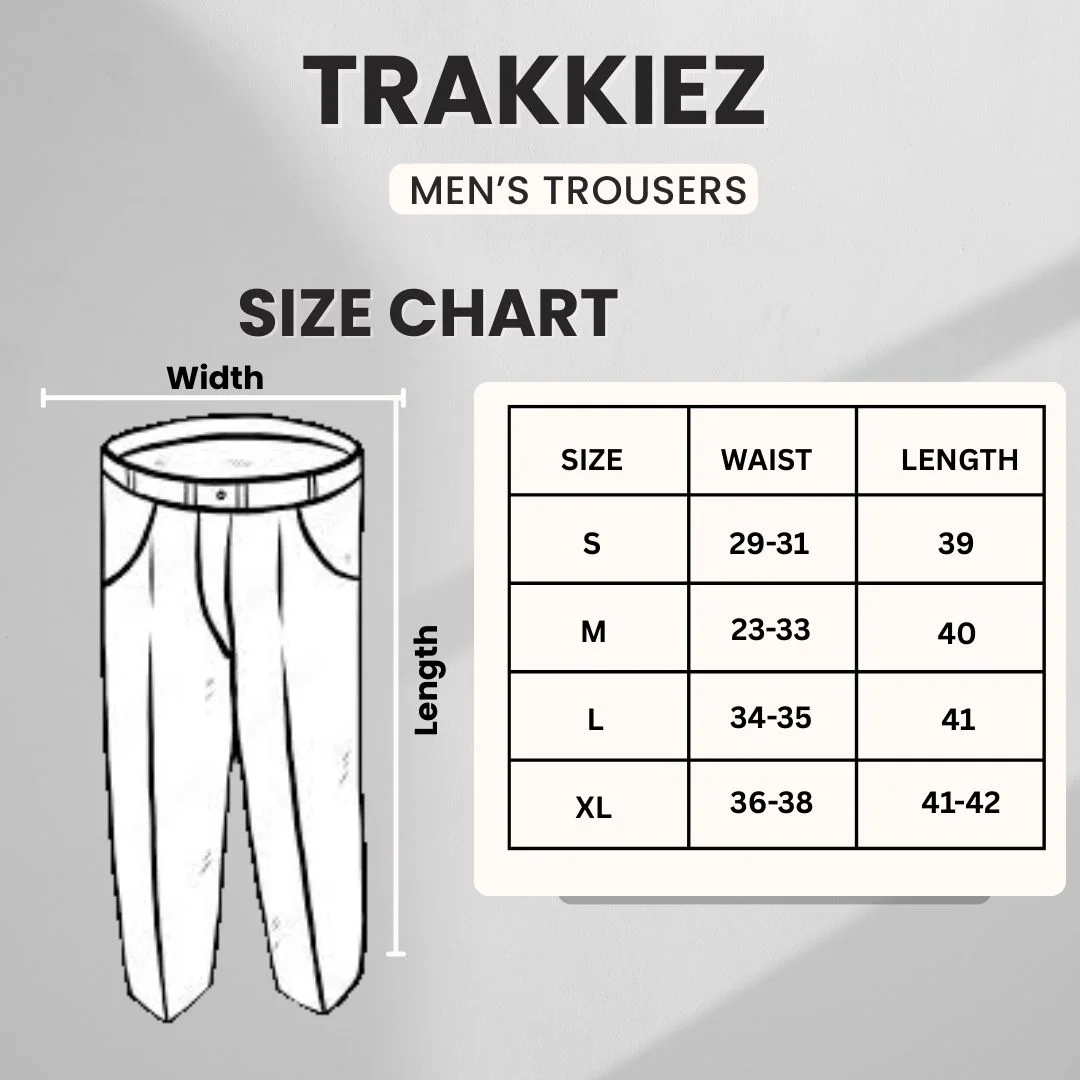 TRAKKIEZ
MEN’S TROUSERS
SIZE CHART
Width
Length
SIZE WAIST LENGTH
S 29-31 39
M 23-33 40
L 34-35 41
XL 36-38 41-42